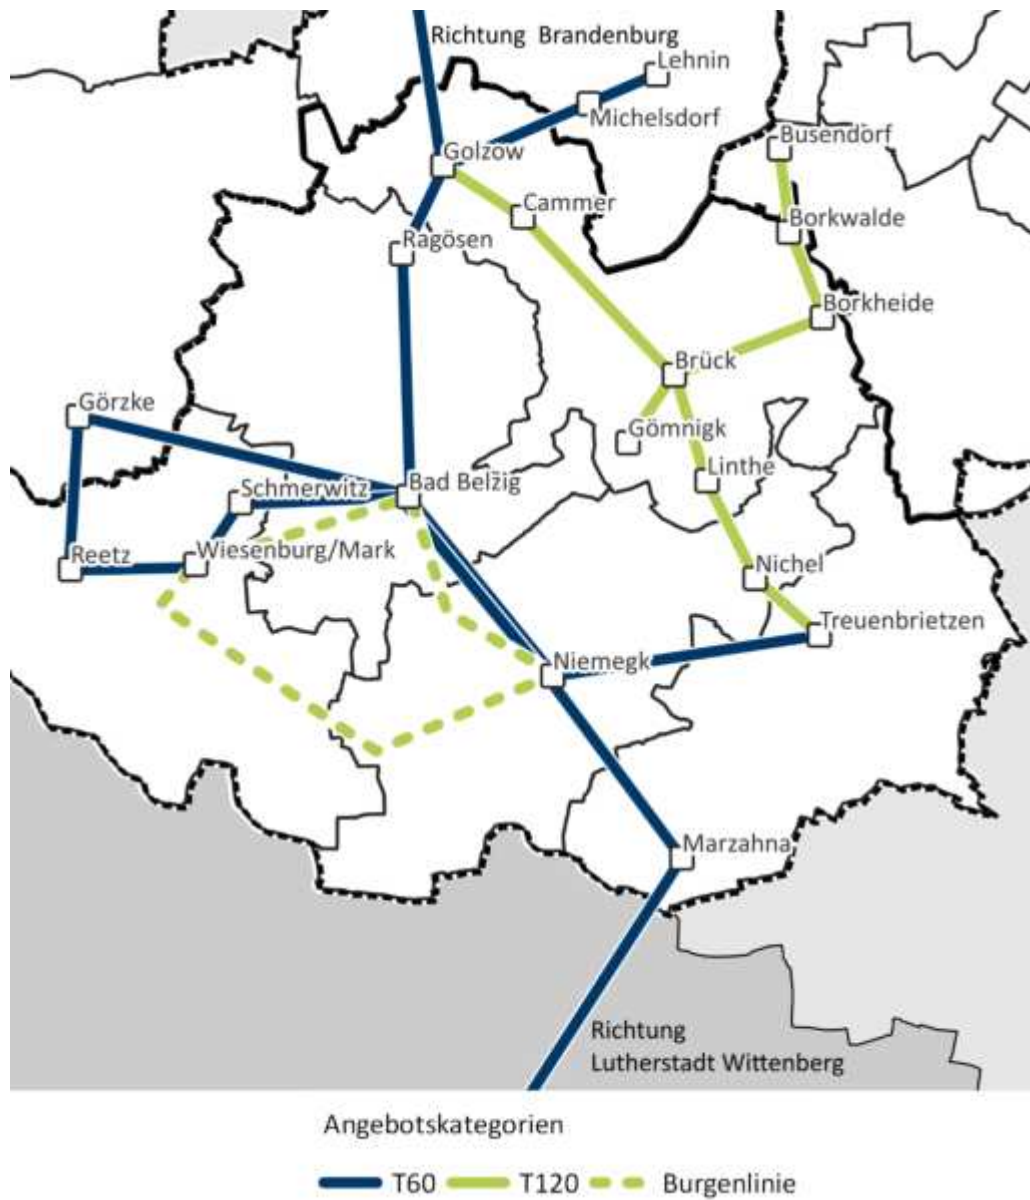 Richtung Brandenburg
Lehnin
Michelsdorf
Busendorf
Golzow
Cammer
Borkwalde
Ragösen
Borkheide
Brück
Görzke
Gömnigk
Linthe
Bad Belzig
Schmerwitz
Reetz
Wiesenburg/Mark
Nichel
Treuenbrietzen
Niemegk
Marzahna
Richtung
Lutherstadt Wittenberg
Angebotskategorien
T60 T120 Burgenlinie